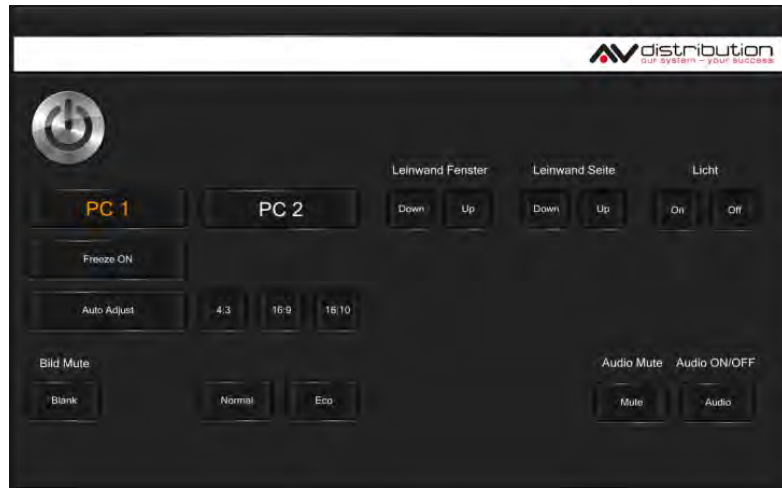 AV distribution
our system – your success
Leinwand Fenster Leinwand Seite Licht
PC 1 PC 2 Down Up Down Up On Off
Freeze ON
Auto Adjust 4:3 16:9 16:10
Bild Mute Audio Mute Audio ON/OFF
Blank Normal Eco Mute Audio